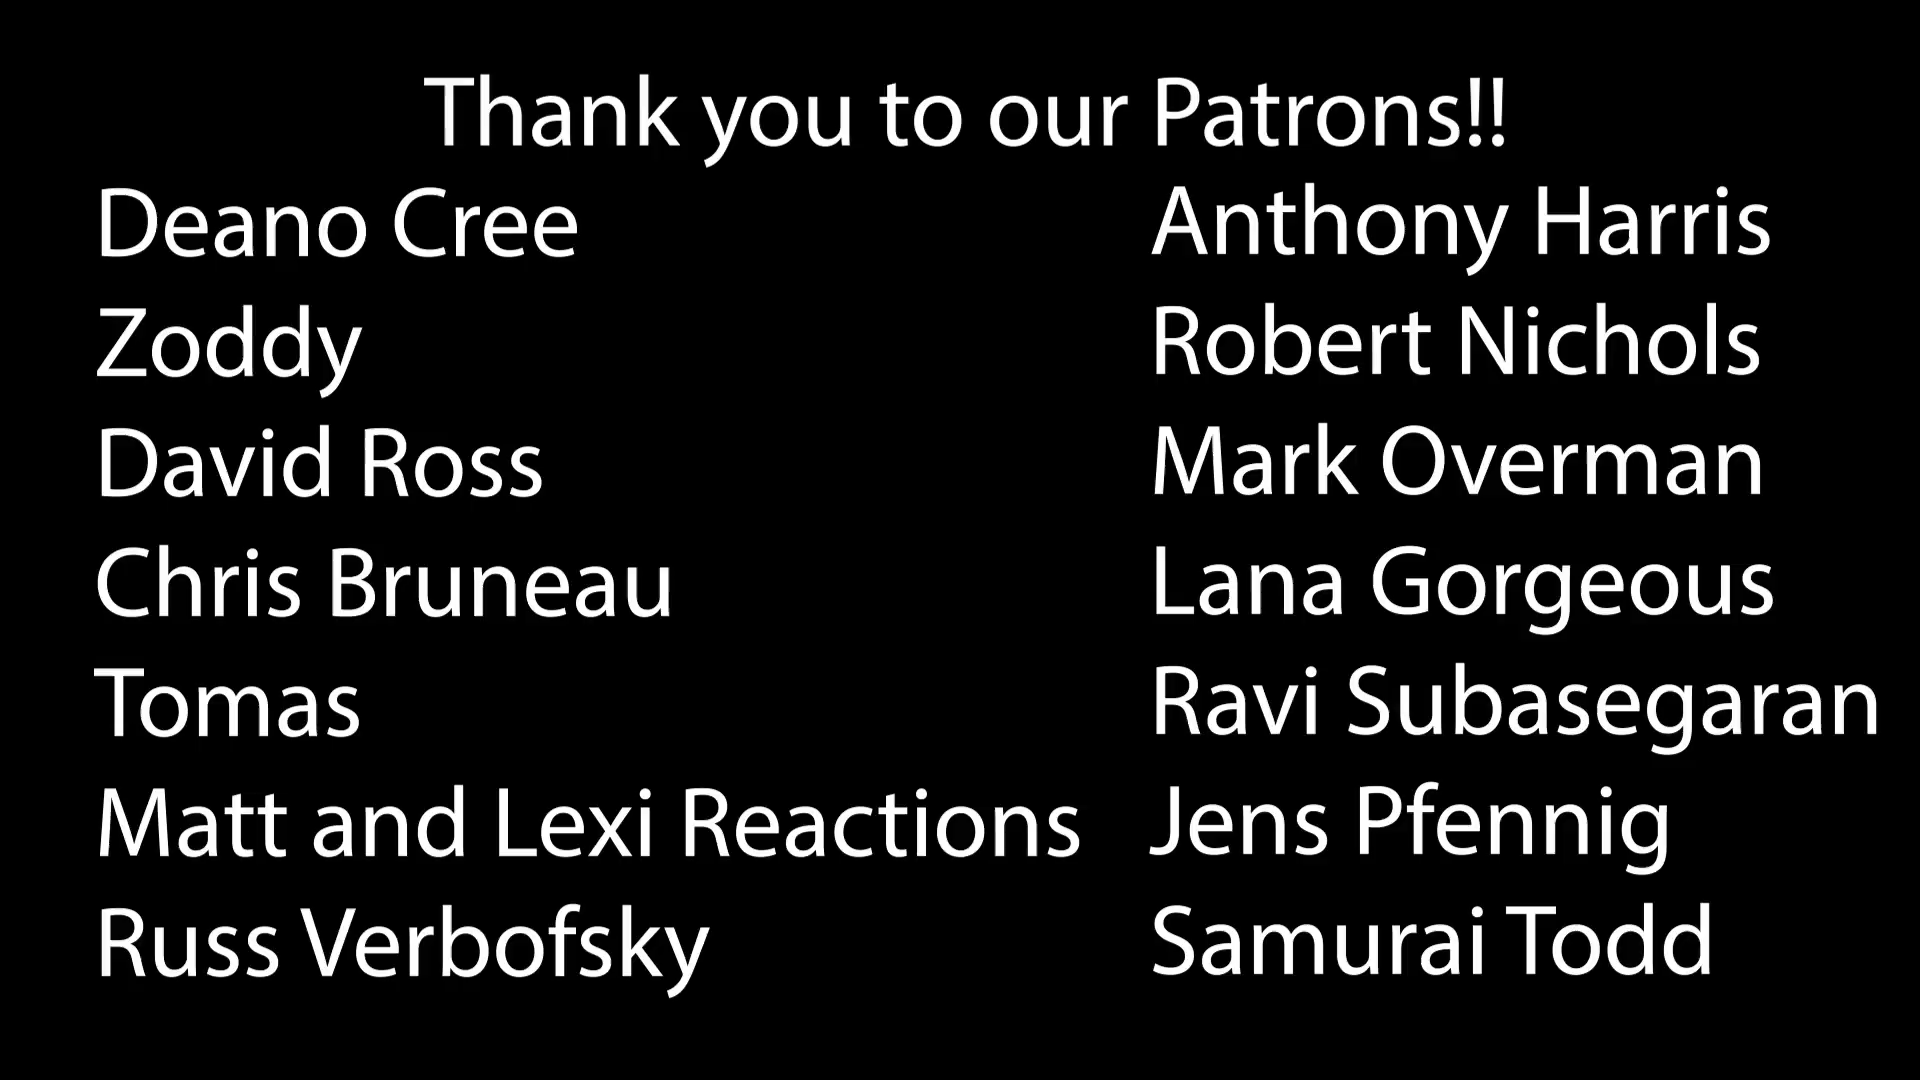 Thank you to our Patrons!!
Deano Cree
Zoddy
David Ross
Chris Bruneau
Tomas
Matt and Lexi Reactions
Russ Verbofsky
Anthony Harris
Robert Nichols
Mark Overman
Lana Gorgeous
Ravi Subasegaran
Jens Pfennig
Samurai Todd